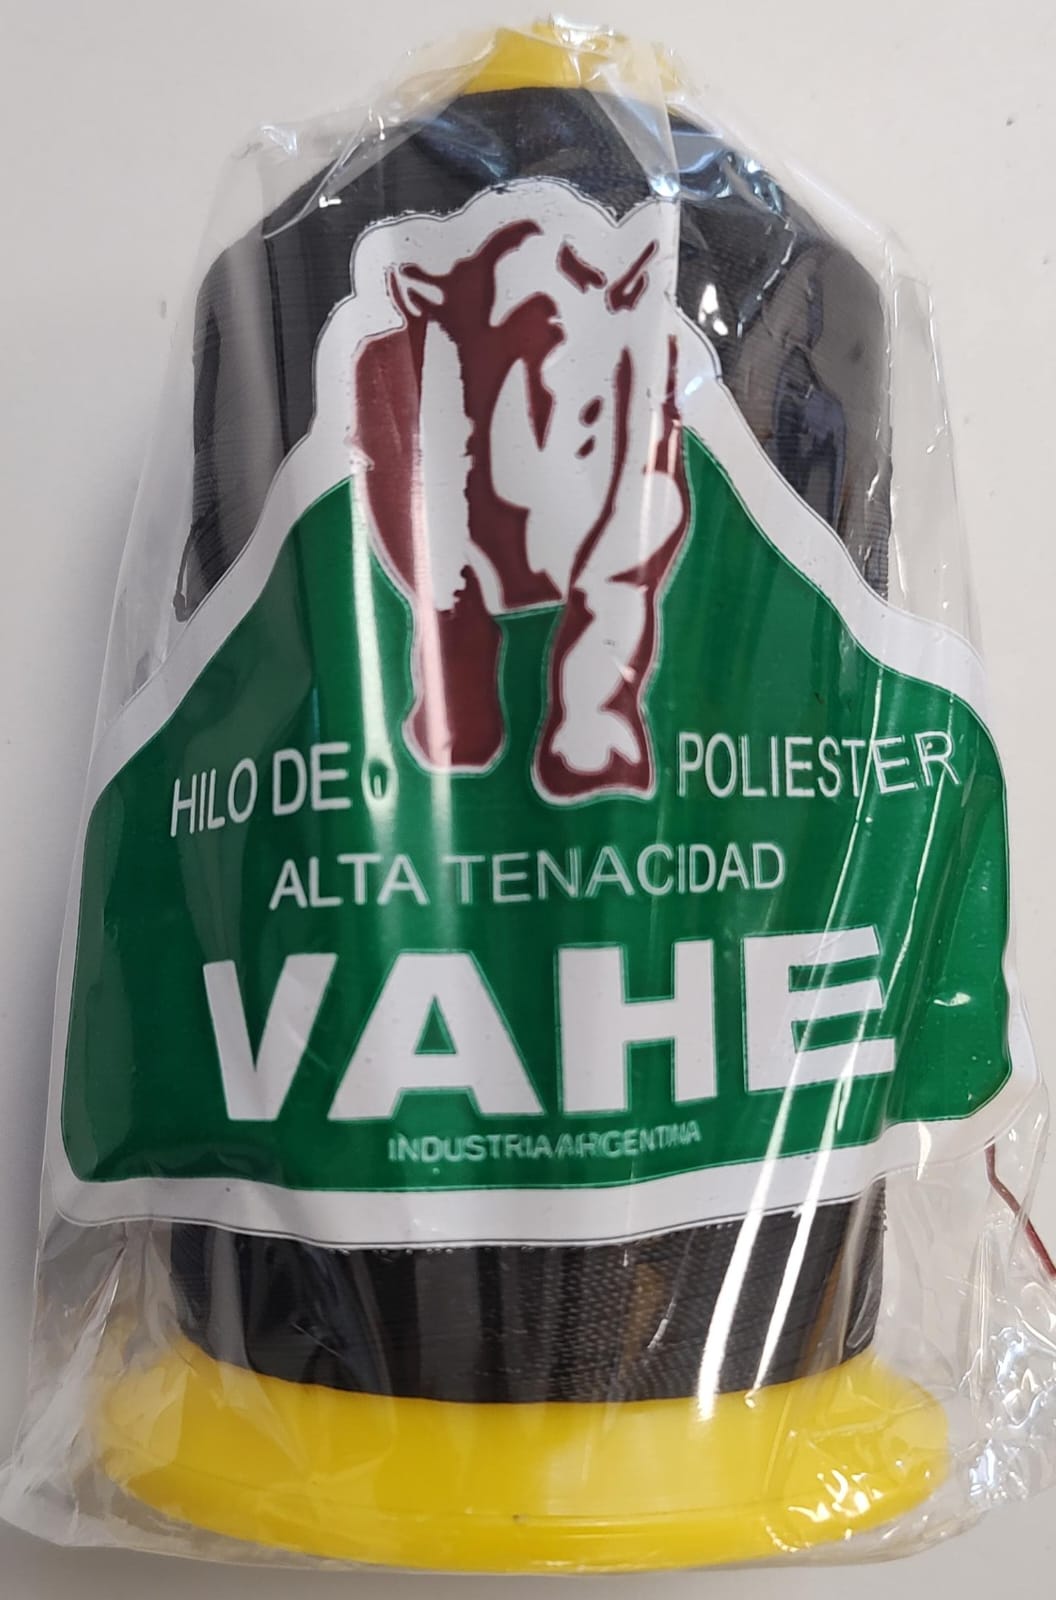 HILO DE POLIESTER
ALTA TENACIDAD
VAHE
INDUSTRIA ARGENTINA